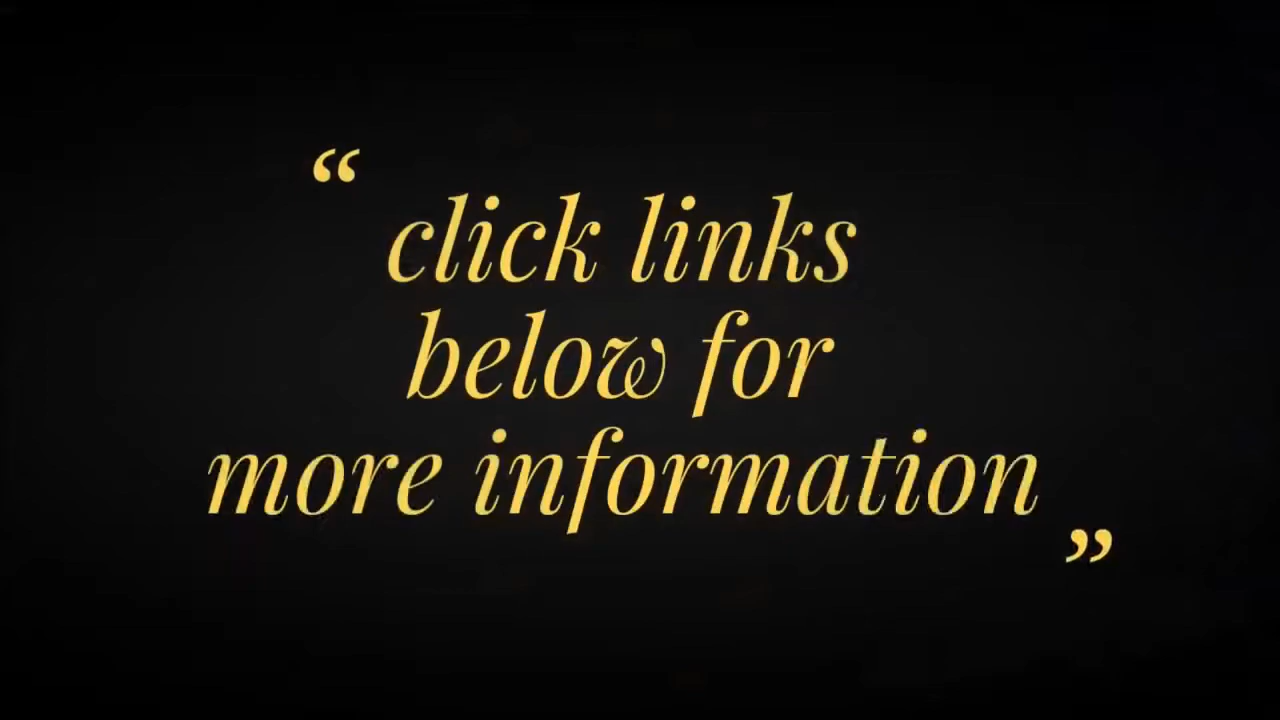 “ click links
below for
more information ”